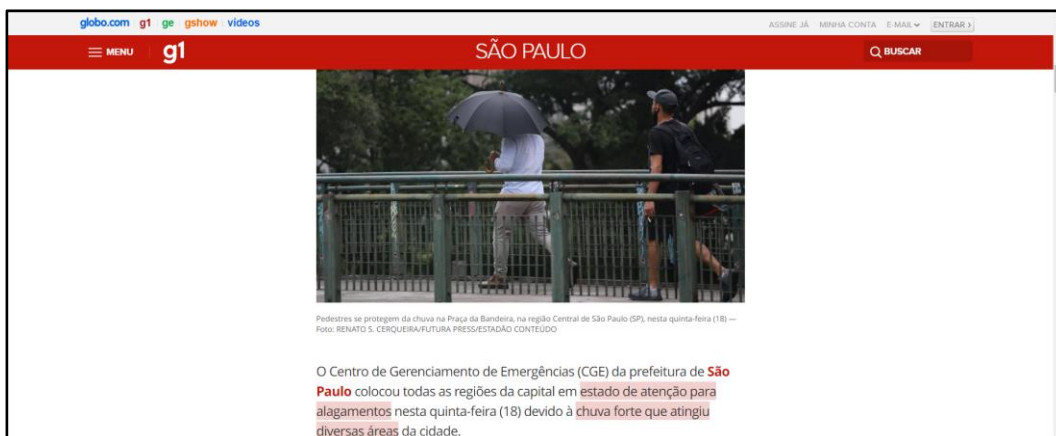 globo.com g1 ge gshow vídeos
ASSINE JÁ MINHA CONTA E-MAIL ENTRAR ›
MENU g1 SÃO PAULO BUSCAR
Pedestres se protegem da chuva na Praça da Bandeira, na região Central de São Paulo (SP), nesta quinta-feira (18) —
Foto: RENATO S. CERQUEIRA/FUTURA PRESS/ESTADÃO CONTEÚDO
O Centro de Gerenciamento de Emergências (CGE) da prefeitura de São
Paulo colocou todas as regiões da capital em estado de atenção para
alagamentos nesta quinta-feira (18) devido à chuva forte que atingiu
diversas áreas da cidade.